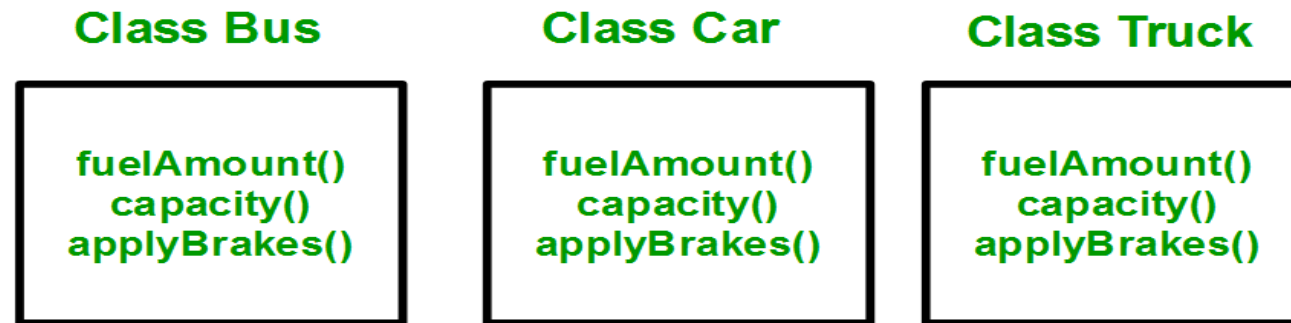 Class Bus
fuelAmount()
capacity()
applyBrakes()
Class Car
fuelAmount()
capacity()
applyBrakes()
Class Truck
fuelAmount()
capacity()
applyBrakes()